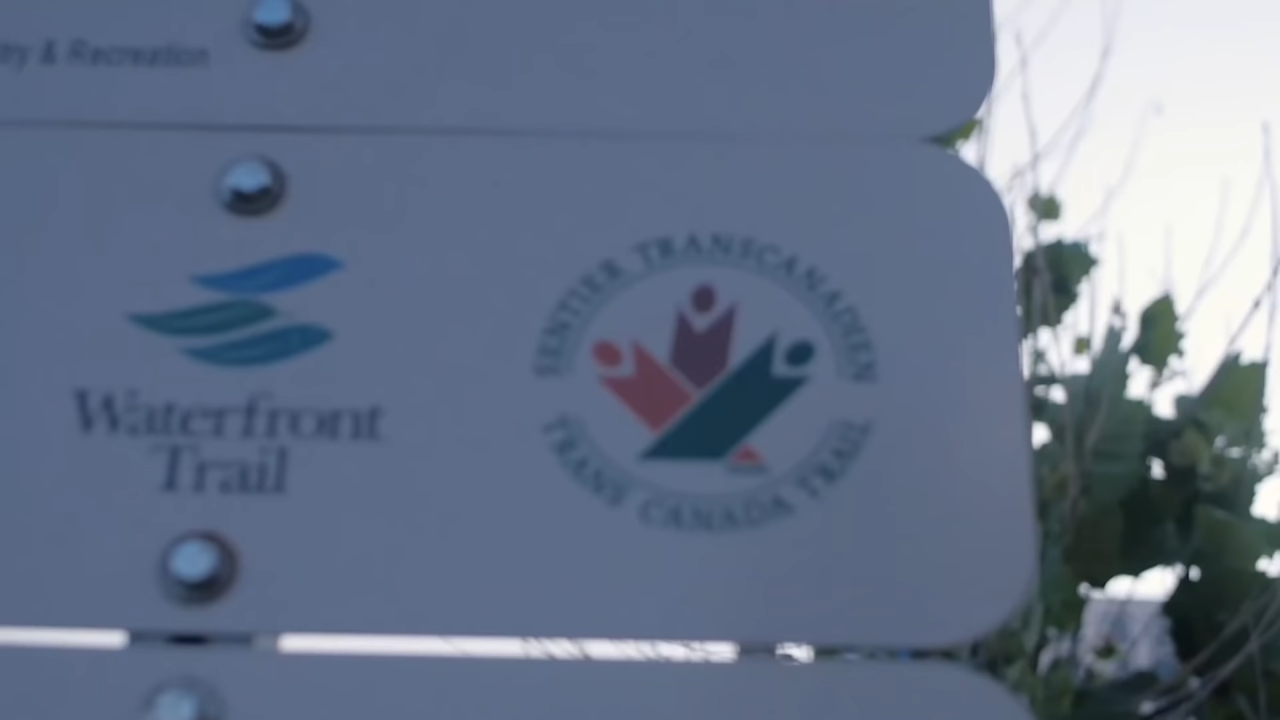 & Recreation
Waterfront
Trail
SENTIER TRANSCANADIEN
TRANS CANADA TRAIL